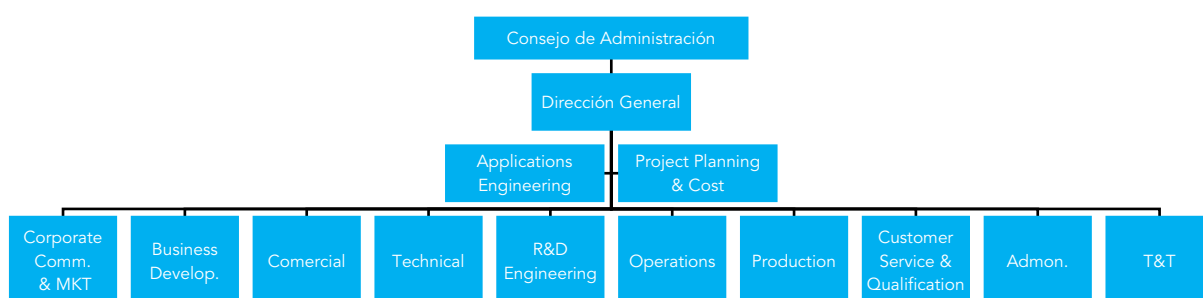 Consejo de Administración
Dirección General
Applications
Engineering
Project Planning
& Cost
Corporate
Comm.
& MKT
Business
Develop.
Comercial
Technical
R&D
Engineering
Operations
Production
Customer
Service &
Qualification
Admon.
T&T